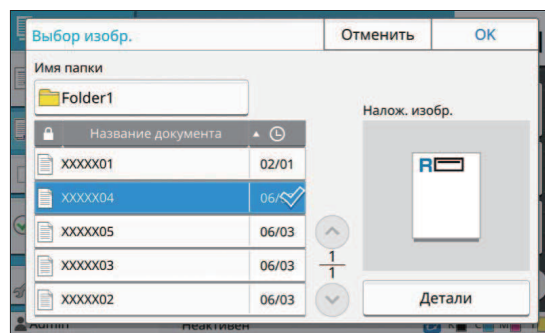 Выбор изобр.
Отменить
OK
Имя папки
Folder1
Налож. изобр.
Название документа
XXXXX01 02/01
XXXXX04 06/
XXXXX05 06/03
XXXXX03 06/03
XXXXX02 06/03
1
1
R
Детали
Admin
Неактивен